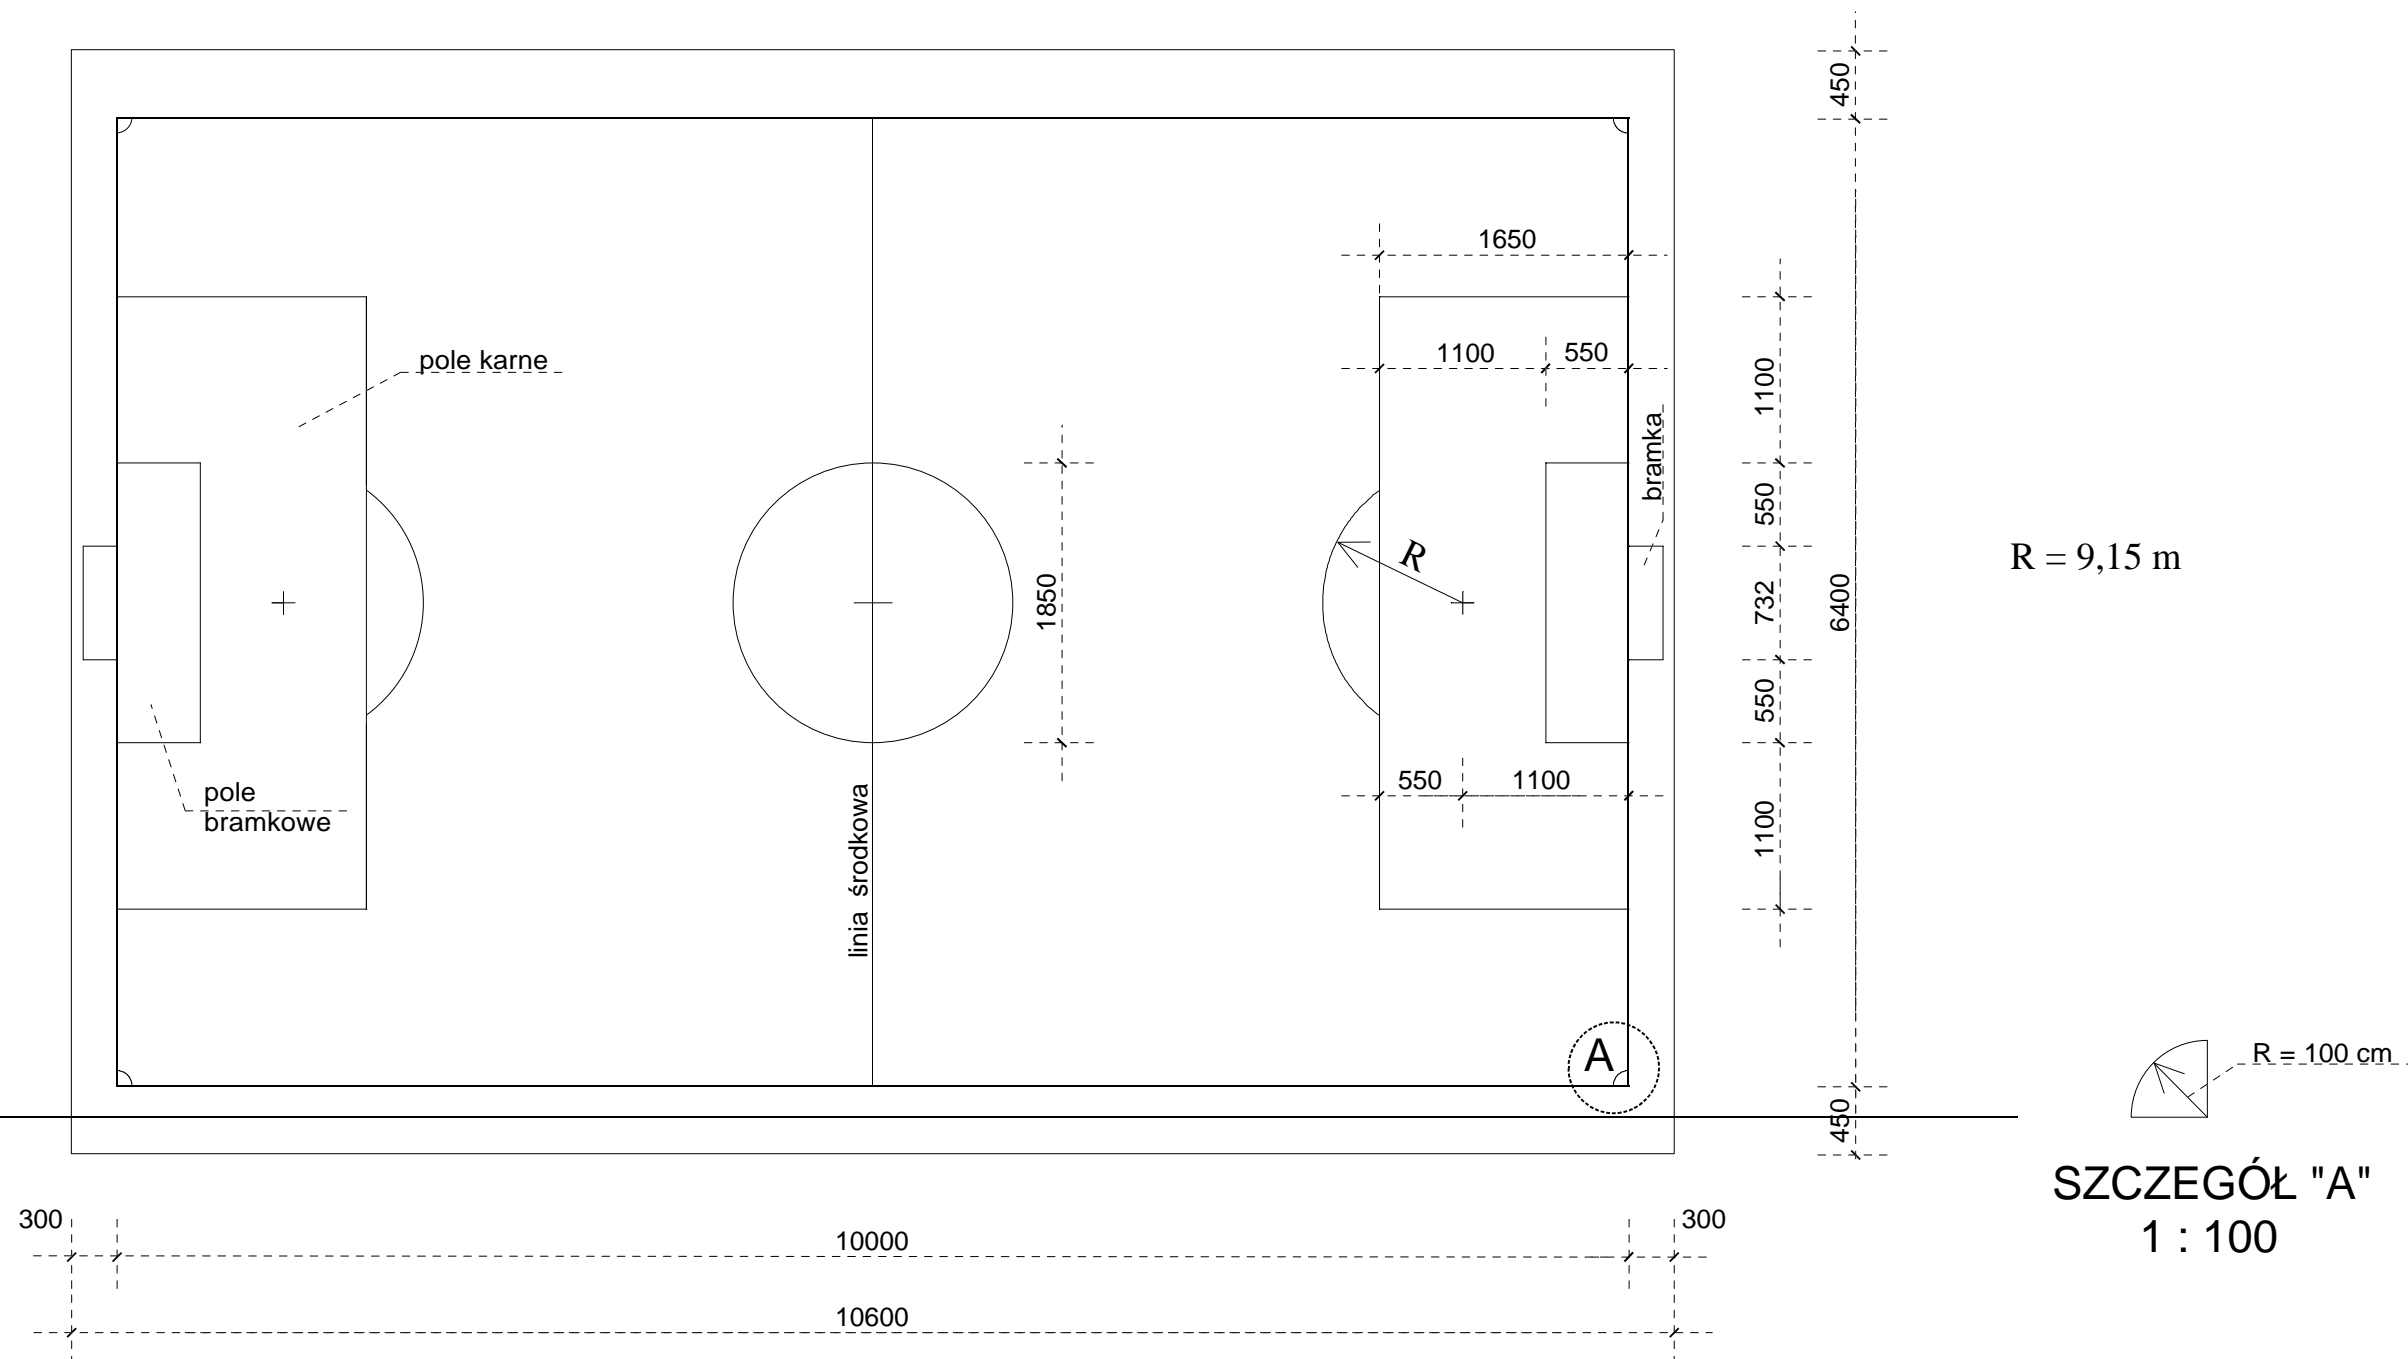 450
1650
pole karne
1100
550
1100
bramka
550
R
R = 9,15 m
1850
732
6400
550
pole
bramkowe
550
1100
1100
linia środkowa
A
R = 100 cm
450
SZCZEGÓŁ "A"
1 : 100
300
300
10000
10600